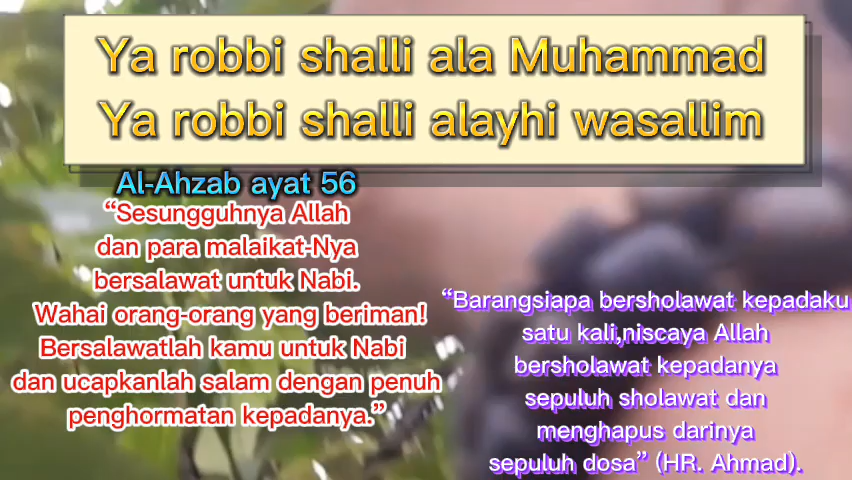 Ya robbi shalli ala Muhammad
Ya robbi shalli alayhi wasallim
Al-Ahzab ayat 56
“Sesungguhnya Allah
dan para malaikat-Nya
bersalawat untuk Nabi.
Wahai orang-orang yang beriman!
Bersalawatlah kamu untuk Nabi
dan ucapkanlah salam dengan penuh
penghormatan kepadanya.”
“Barangsiapa bersholawat kepadaku
satu kali,niscaya Allah
bersholawat kepadanya
sepuluh sholawat dan
menghapus darinya
sepuluh dosa” (HR. Ahmad).